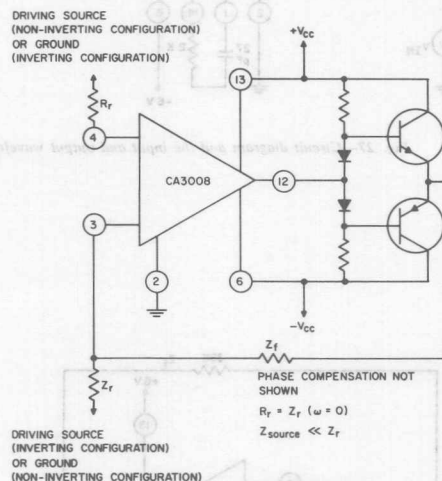 DRIVING SOURCE
(NON-INVERTING CONFIGURATION)
OR GROUND
(INVERTING CONFIGURATION)
+Vcc
13
Rr
4
CA3008
12
3
2
6
-Vcc
Zf
PHASE COMPENSATION NOT
SHOWN
Rr = Zr (ω = 0)
Zsource << Zr
Zr
DRIVING SOURCE
(INVERTING CONFIGURATION)
OR GROUND
(NON-INVERTING CONFIGURATION)